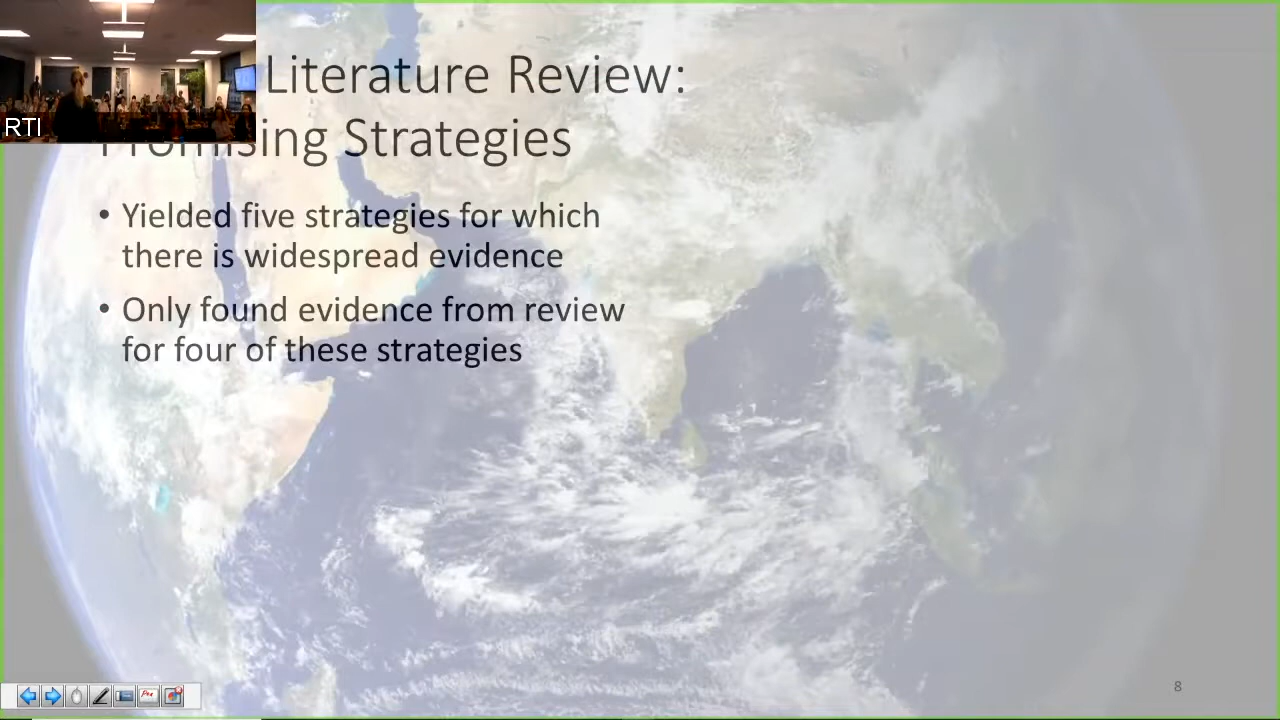 Literature Review:
Promising Strategies
• Yielded five strategies for which
there is widespread evidence
• Only found evidence from review
for four of these strategies
RTI
8